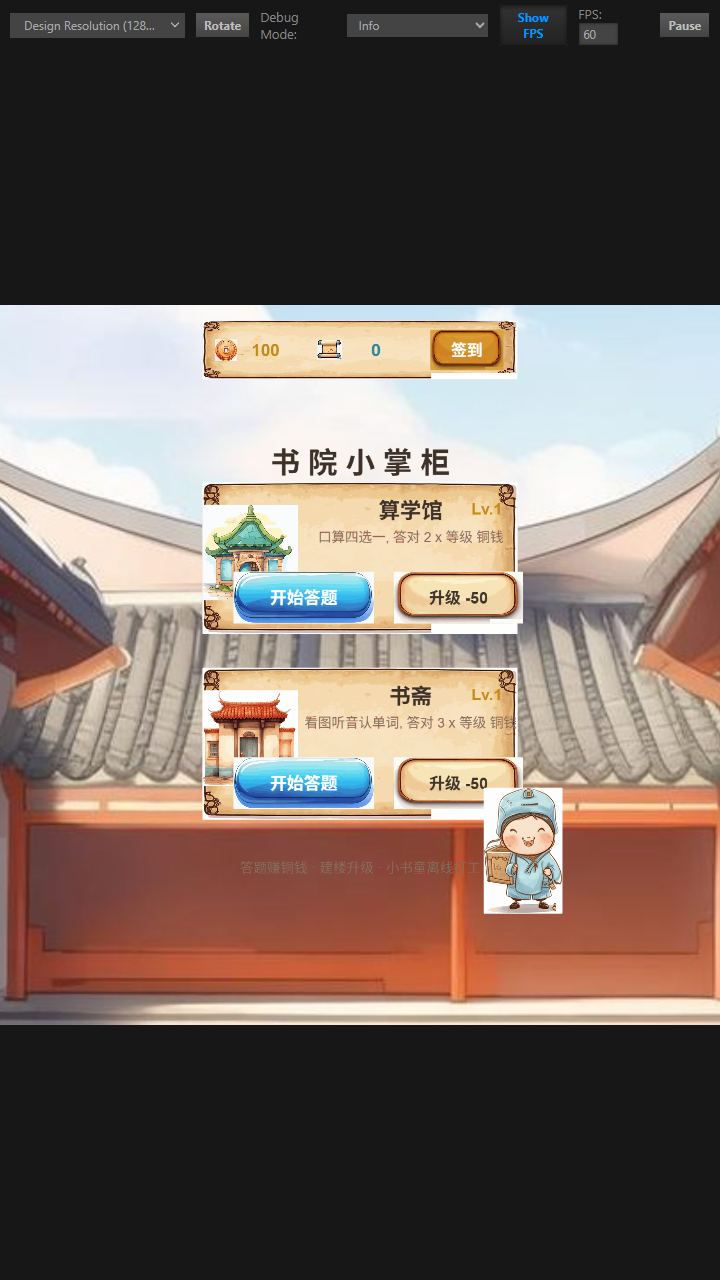 Design Resolution (128...
Rotate
Debug Mode:
Info
Show FPS
FPS:
60
Pause
100
0
签到
书院小掌柜
算学馆
Lv.1
口算四选一, 答对 2 x 等级 铜钱
开始答题
升级 -50
书斋
Lv.1
看图听音认单词, 答对 3 x 等级 铜钱
开始答题
升级 -50
答题赚铜钱 · 建楼升级 · 小书童离线打工